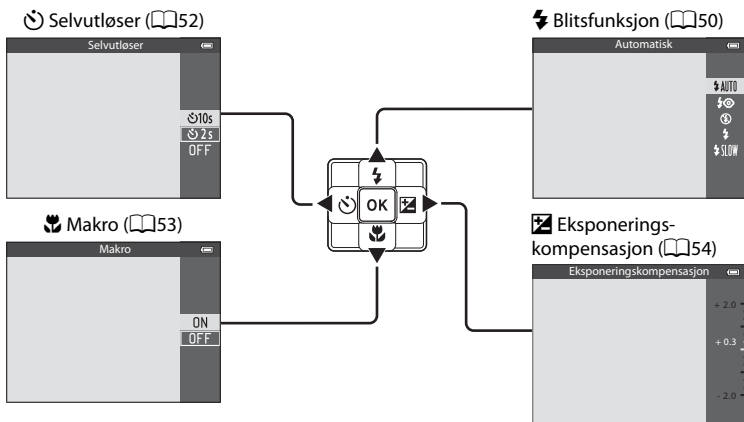 Selvutløser (52)
Selvutløser
10s
2s
OFF
Blitsfunksjon (50)
Automatisk
AUTO
SLOW
OK
Makro (53)
Makro
ON
OFF
Eksponerings-
kompensasjon (54)
Eksponeringskompensasjon
+ 2.0
+ 0.3
- 2.0